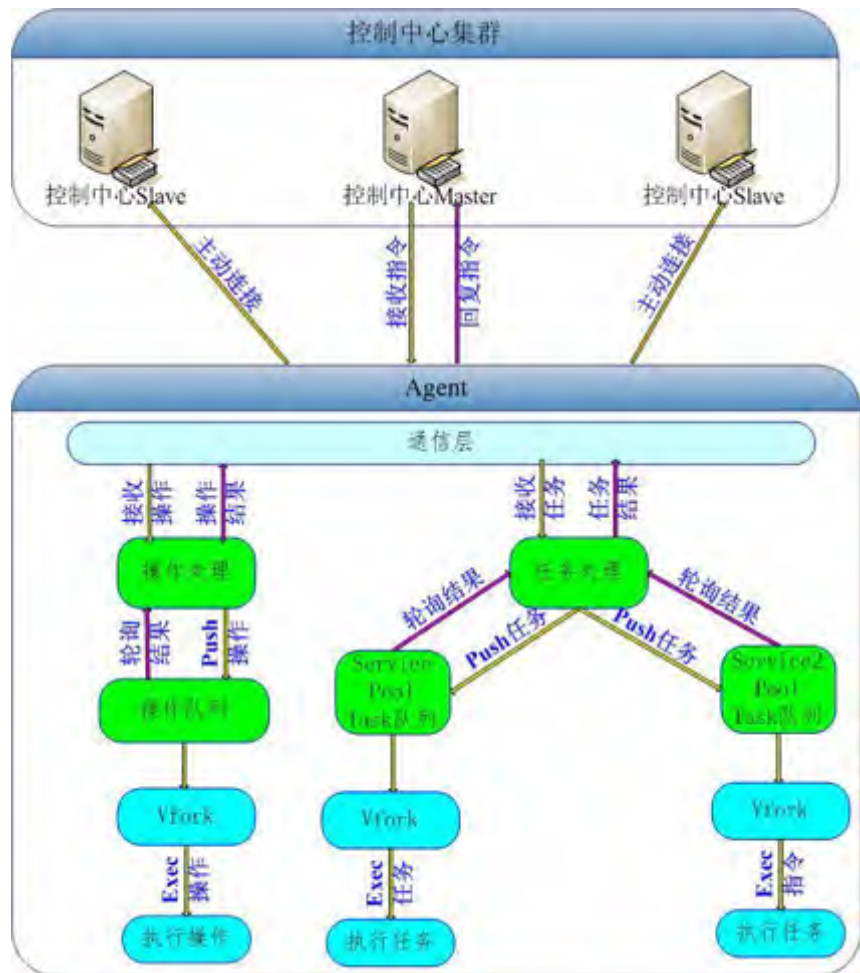 控制中心集群
控制中心Slave
控制中心Master
控制中心Slave
主动连接
接收指令
回复指令
主动连接
Agent
通信层
接收
操作
操作
结果
接收
任务
任务
结果
操作处理
任务处理
轮询
结果
Push
操作
轮询结果
Push任务
Push任务
轮询结果
操作队列
Service
Pool
Task队列
Service2
Pool
Task队列
Vfork
Vfork
Vfork
Exec
操作
Exec
任务
Exec
指令
执行操作
执行任务
执行任务